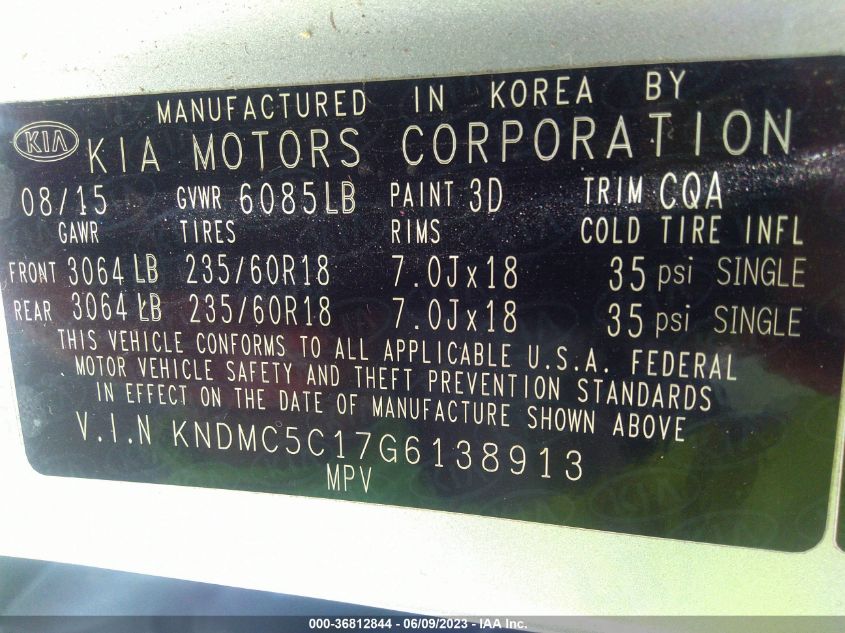 MANUFACTURED IN KOREA BY
KIA KIA MOTORS CORPORATION
08/15 GVWR 6085LB PAINT 3D TRIM CQA
GAWR TIRES RIMS COLD TIRE INFL
FRONT 3064 LB 235/60R18 7.0Jx18 35 psi SINGLE
REAR 3064 LB 235/60R18 7.0Jx18 35 psi SINGLE
THIS VEHICLE CONFORMS TO ALL APPLICABLE U.S.A. FEDERAL
MOTOR VEHICLE SAFETY AND THEFT PREVENTION STANDARDS
IN EFFECT ON THE DATE OF MANUFACTURE SHOWN ABOVE
V.I.N KNDMC5C17G6138913
MPV
000-36812844 - 06/09/2023 - IAA Inc.